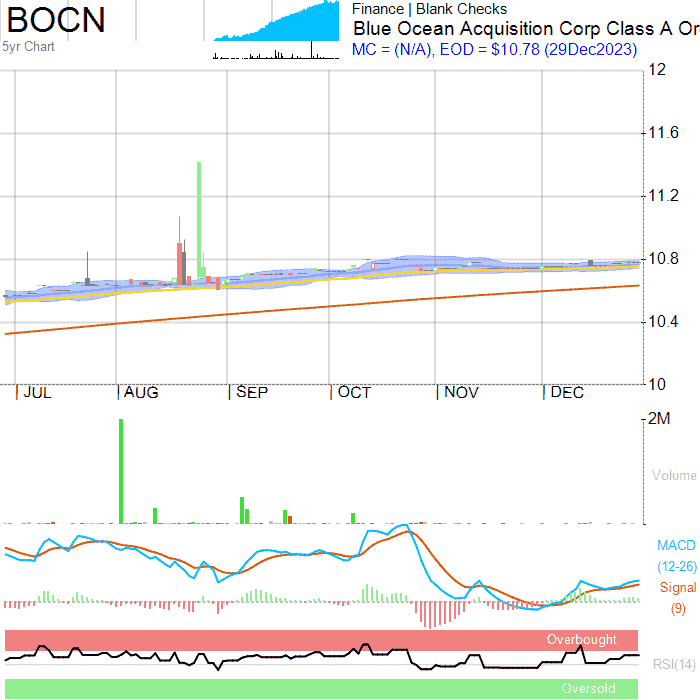 BOCN
5yr Chart
Finance | Blank Checks
Blue Ocean Acquisition Corp Class A Or
MC = (N/A), EOD = $10.78 (29Dec2023)
12
11.6
11.2
10.8
10.4
10
JUL AUG SEP OCT NOV DEC
2M
Volume
MACD
(12-26)
Signal
(9)
Overbought
RSI(14)
Oversold